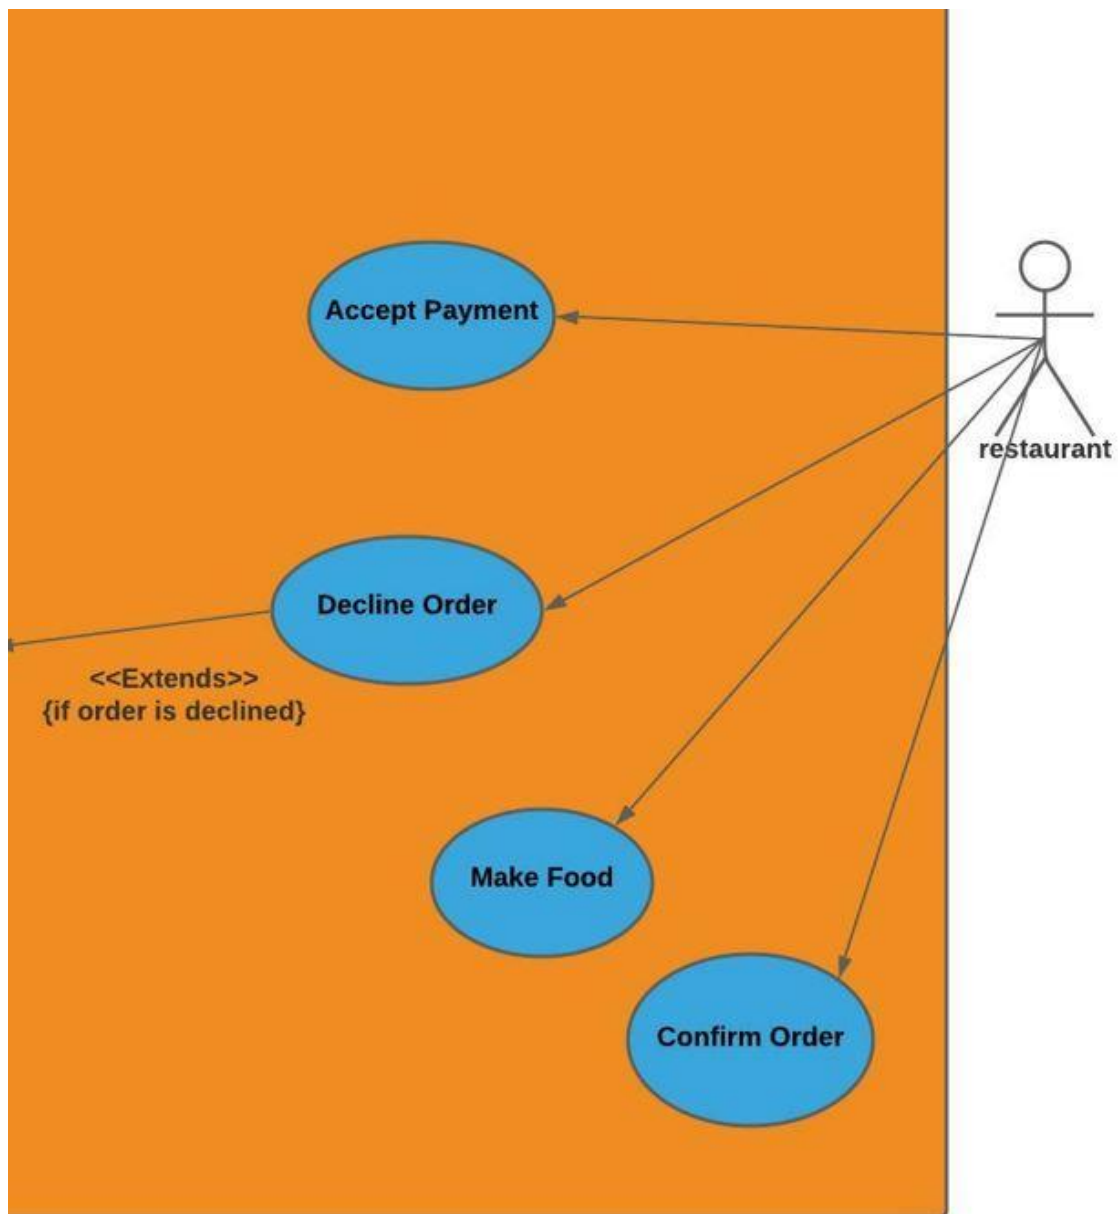 Accept Payment
restaurant
Decline Order
<<Extends>>
{if order is declined}
Make Food
Confirm Order